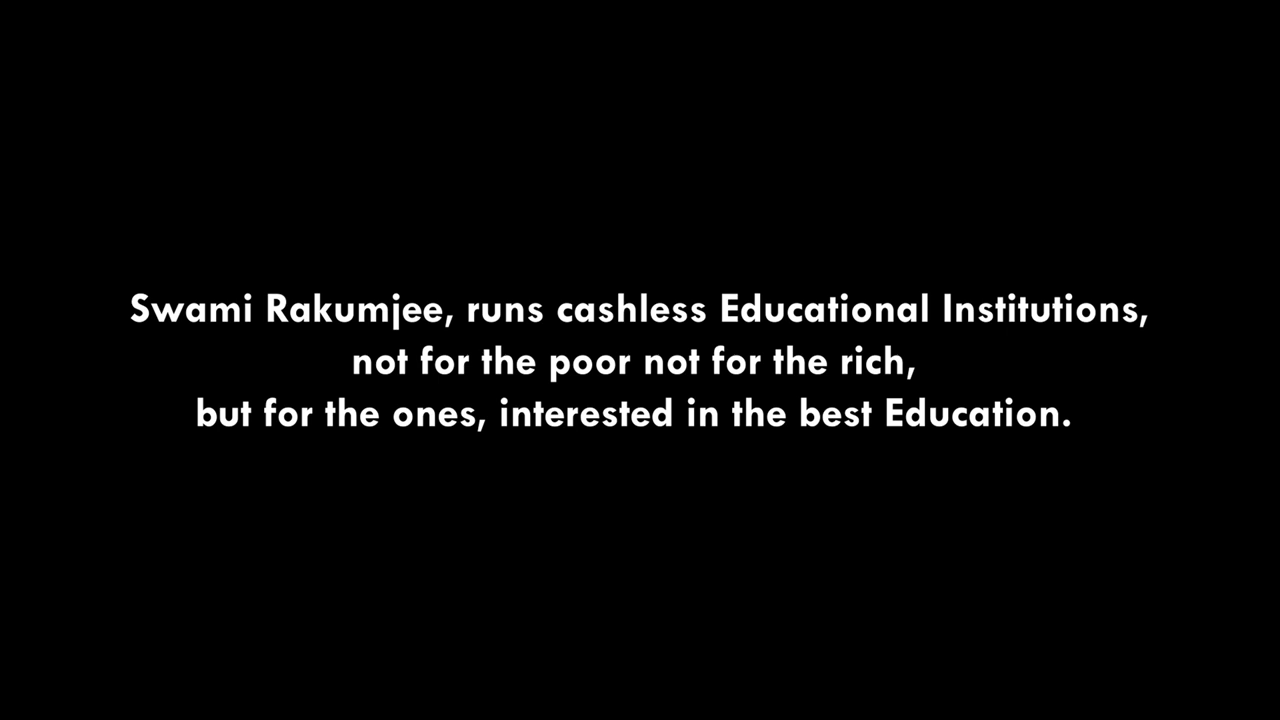 Swami Rakumjee, runs cashless Educational Institutions,
not for the poor not for the rich,
but for the ones, interested in the best Education.